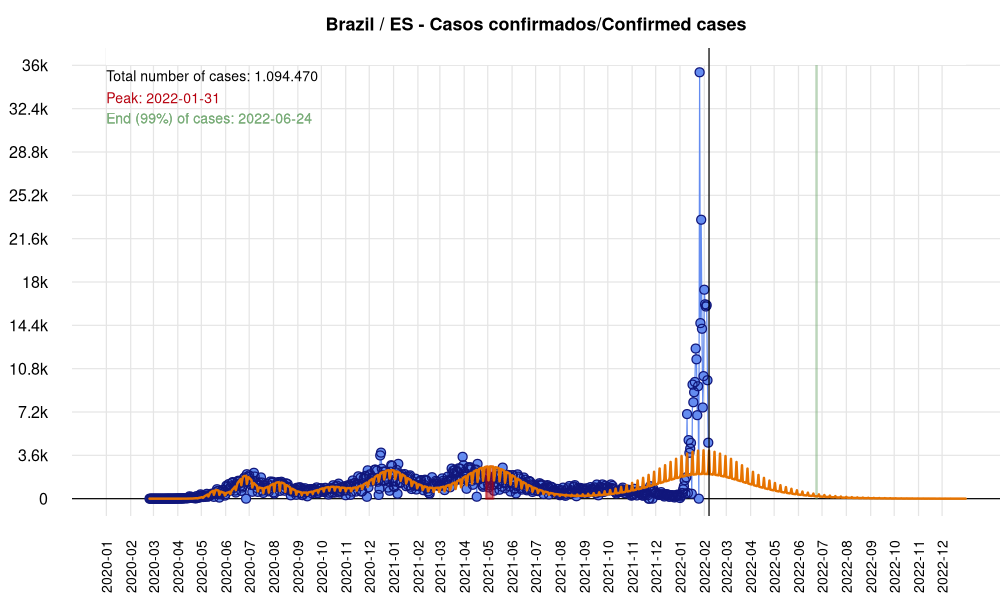 Brazil / ES - Casos confirmados/Confirmed cases
Total number of cases: 1.094.470
Peak: 2022-01-31
End (99%) of cases: 2022-06-24
36k
32.4k
28.8k
25.2k
21.6k
18k
14.4k
10.8k
7.2k
3.6k
0
2020-01
2020-02
2020-03
2020-04
2020-05
2020-06
2020-07
2020-08
2020-09
2020-10
2020-11
2020-12
2021-01
2021-02
2021-03
2021-04
2021-05
2021-06
2021-07
2021-08
2021-09
2021-10
2021-11
2021-12
2022-01
2022-02
2022-03
2022-04
2022-05
2022-06
2022-07
2022-08
2022-09
2022-10
2022-11
2022-12